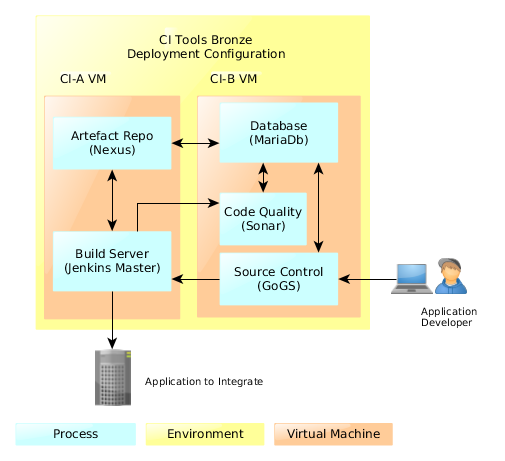 CI Tools Bronze
Deployment Configuration
CI-A VM
CI-B VM
Artefact Repo
(Nexus)
Database
(MariaDb)
Code Quality
(Sonar)
Build Server
(Jenkins Master)
Source Control
(GoGS)
Application
Developer
Application to Integrate
Process
Environment
Virtual Machine